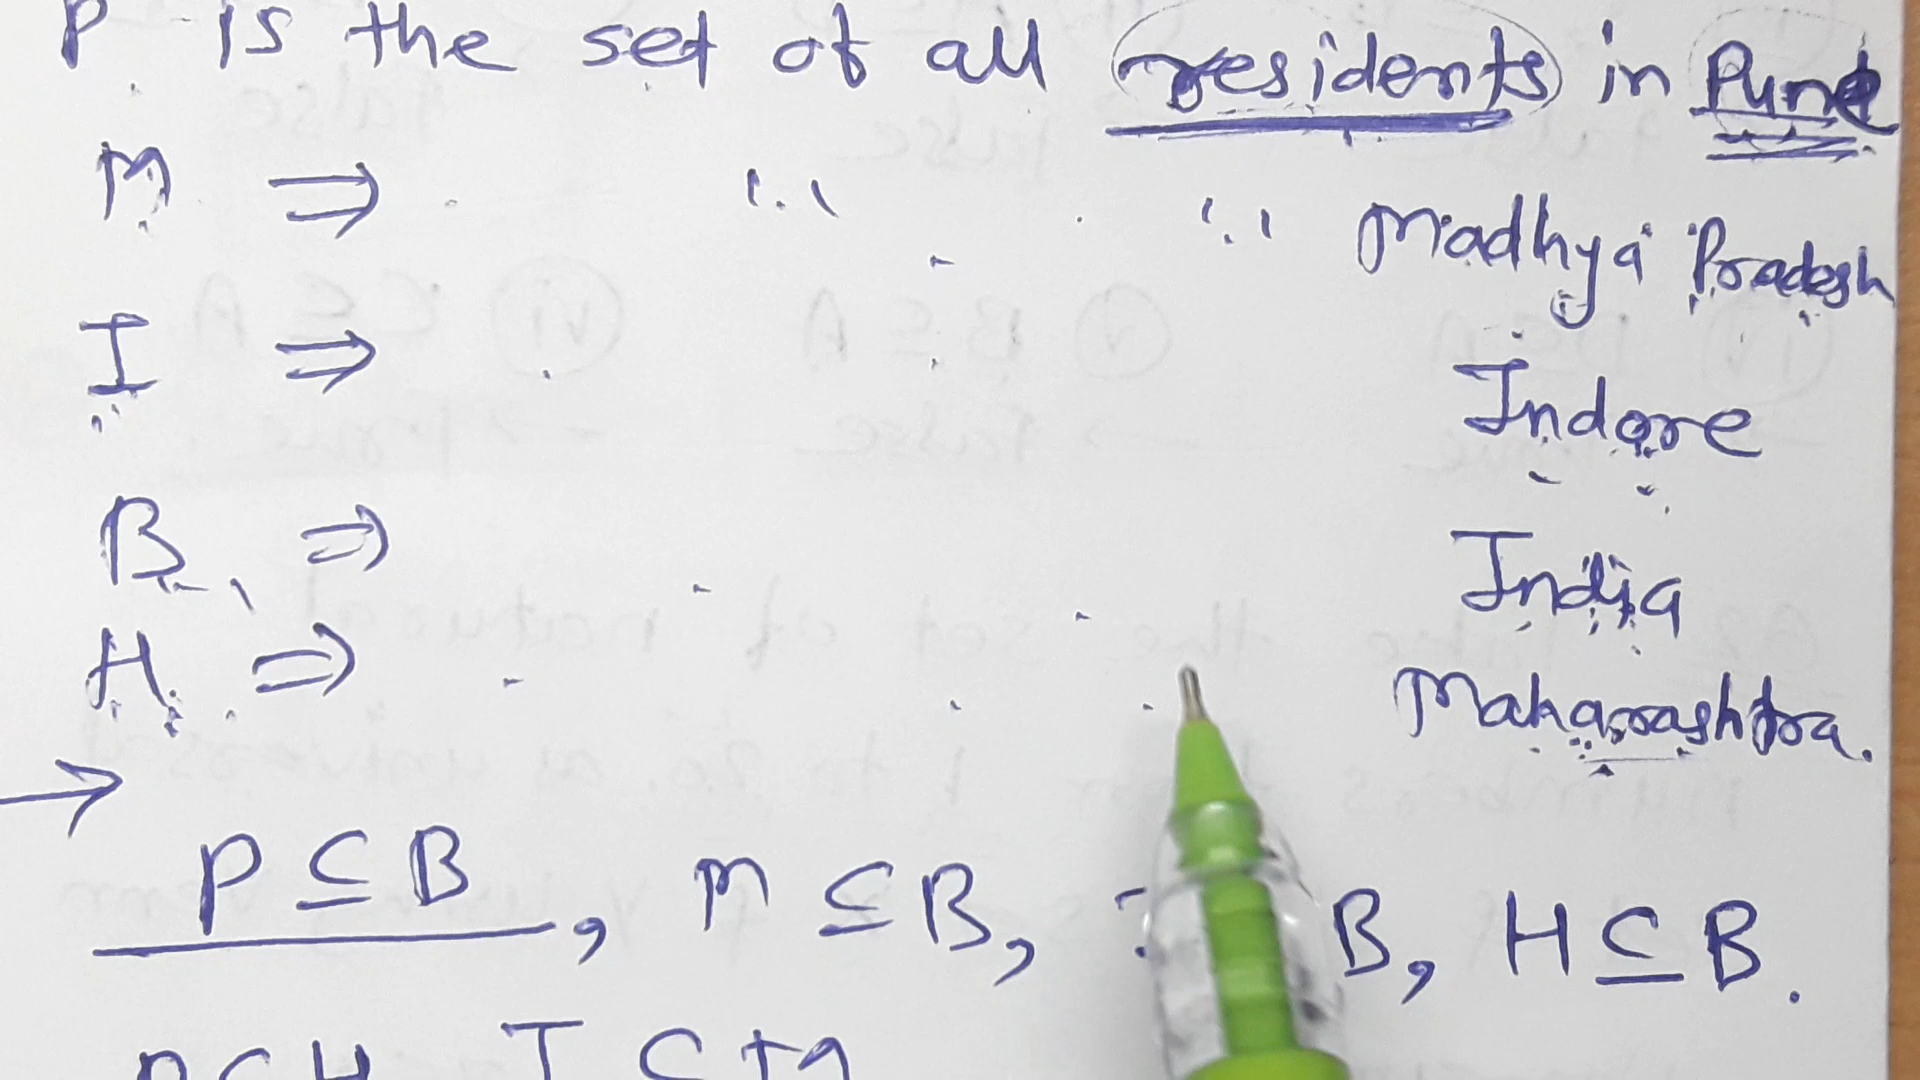 P is the set of all residents in Pune
M ⇒ " " Madhya Pradesh
I ⇒ Indore
B ⇒ India
H ⇒ Maharashtra.
→
P ⊆ B, M ⊆ B, B, H ⊆ B.